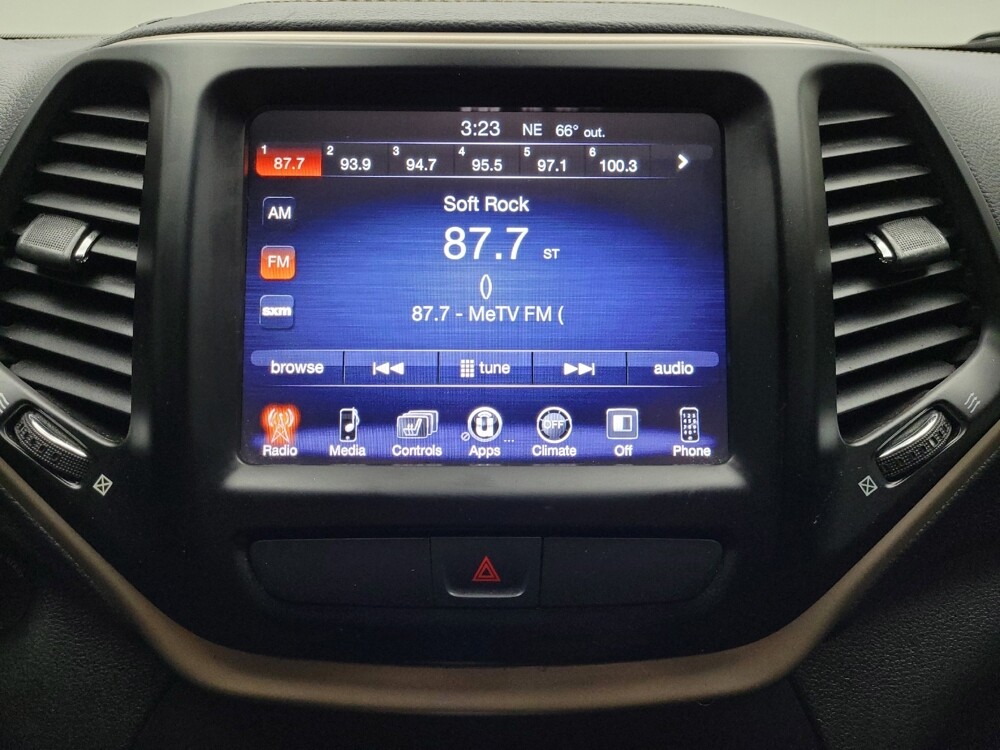 3:23 NE 66° out.
1 87.7 2 93.9 3 94.7 4 95.5 5 97.1 6 100.3
AM
Soft Rock
87.7 ST
FM
()
sxm
87.7 - MeTV FM (
browse tune audio
OFF
Radio Media Controls Apps ... Climate Off Phone